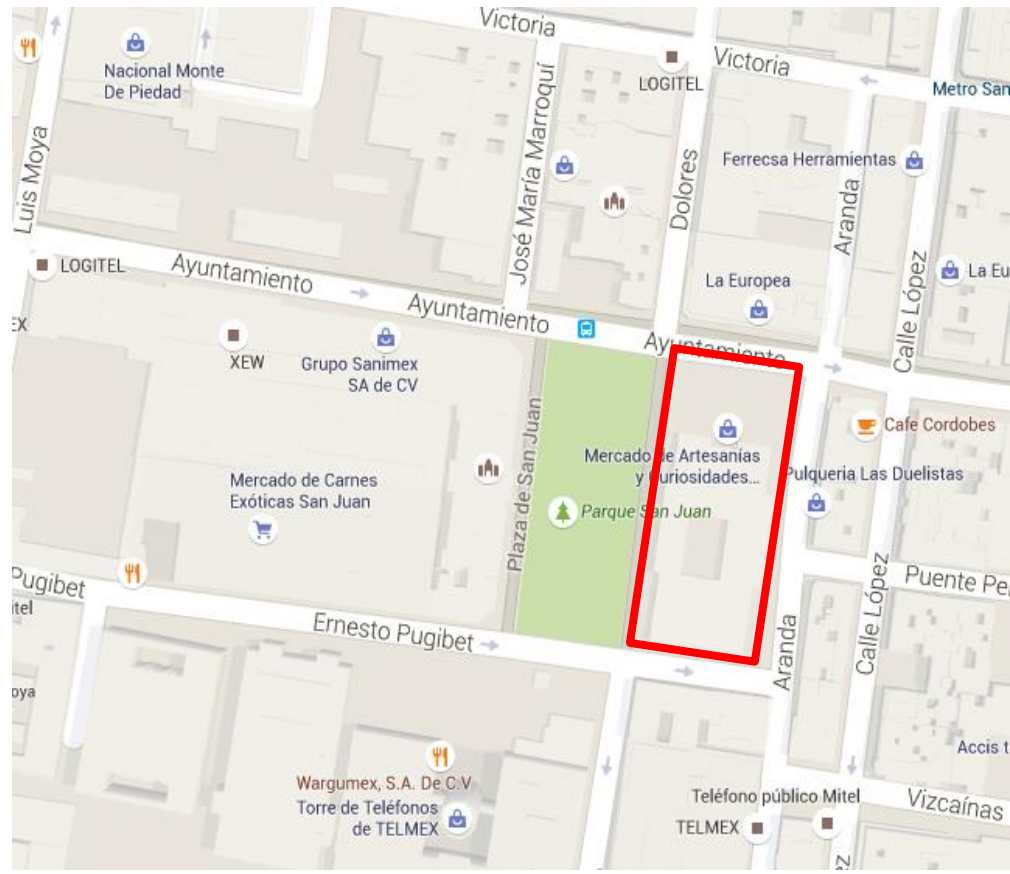 Victoria
Nacional Monte
De Piedad
LOGITEL
Victoria
Metro San
Luis Moya
José María Marroquí
Dolores
Ferrecsa Herramientas
Aranda
Calle López
LOGITEL
Ayuntamiento
La Europea
La Eu
EX
XEW
Grupo Sanimex
SA de CV
Ayuntamiento
Ayuntamiento
Plaza de San Juan
Cafe Cordobes
Mercado de Carnes
Exóticas San Juan
Mercado de Artesanías
y Curiosidades...
Pulqueria Las Duelistas
Parque San Juan
Pugibet
itel
Ernesto Pugibet
Puente Pe
Aranda
Calle López
oya
Accis t
Wargumex, S.A. De C.V
Torre de Teléfonos
de TELMEX
Teléfono público Mitel
TELMEX
Vizcaínas
ez